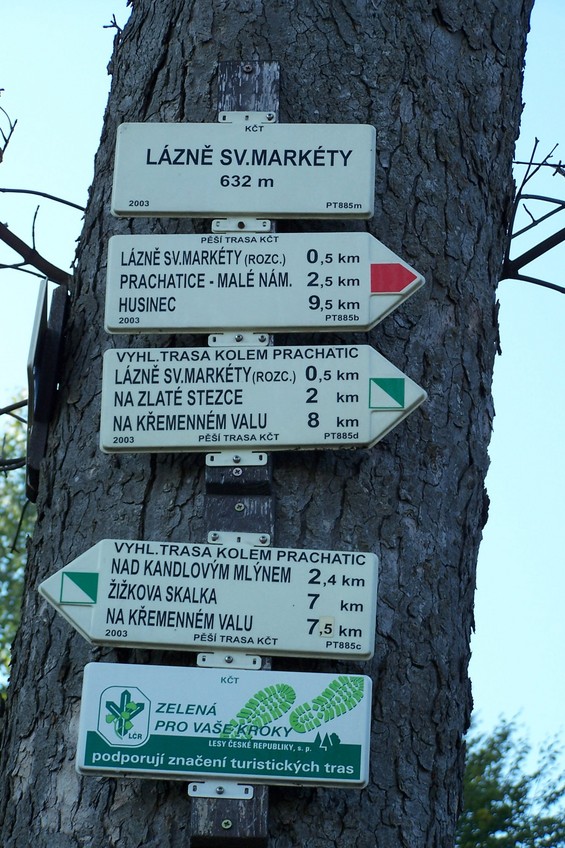 KČT
LÁZNĚ SV.MARKÉTY
632 m
2003 PT885m
PĚŠÍ TRASA KČT
LÁZNĚ SV.MARKÉTY (ROZC.) 0,5 km
PRACHATICE - MALÉ NÁM. 2,5 km
HUSINEC 9,5 km
2003 PT885b
VYHL.TRASA KOLEM PRACHATIC
LÁZNĚ SV.MARKÉTY (ROZC.) 0,5 km
NA ZLATÉ STEZCE 2 km
NA KŘEMENNÉM VALU 8 km
2003 PĚŠÍ TRASA KČT PT885d
VYHL.TRASA KOLEM PRACHATIC
NAD KANDLOVÝM MLÝNEM 2,4 km
ŽIŽKOVA SKALKA 7 km
NA KŘEMENNÉM VALU 7,5 km
2003 PĚŠÍ TRASA KČT PT885c
KČT
LČR
ZELENÁ
PRO VAŠE KROKY
LESY ČESKÉ REPUBLIKY, s. p.
podporují značení turistických tras